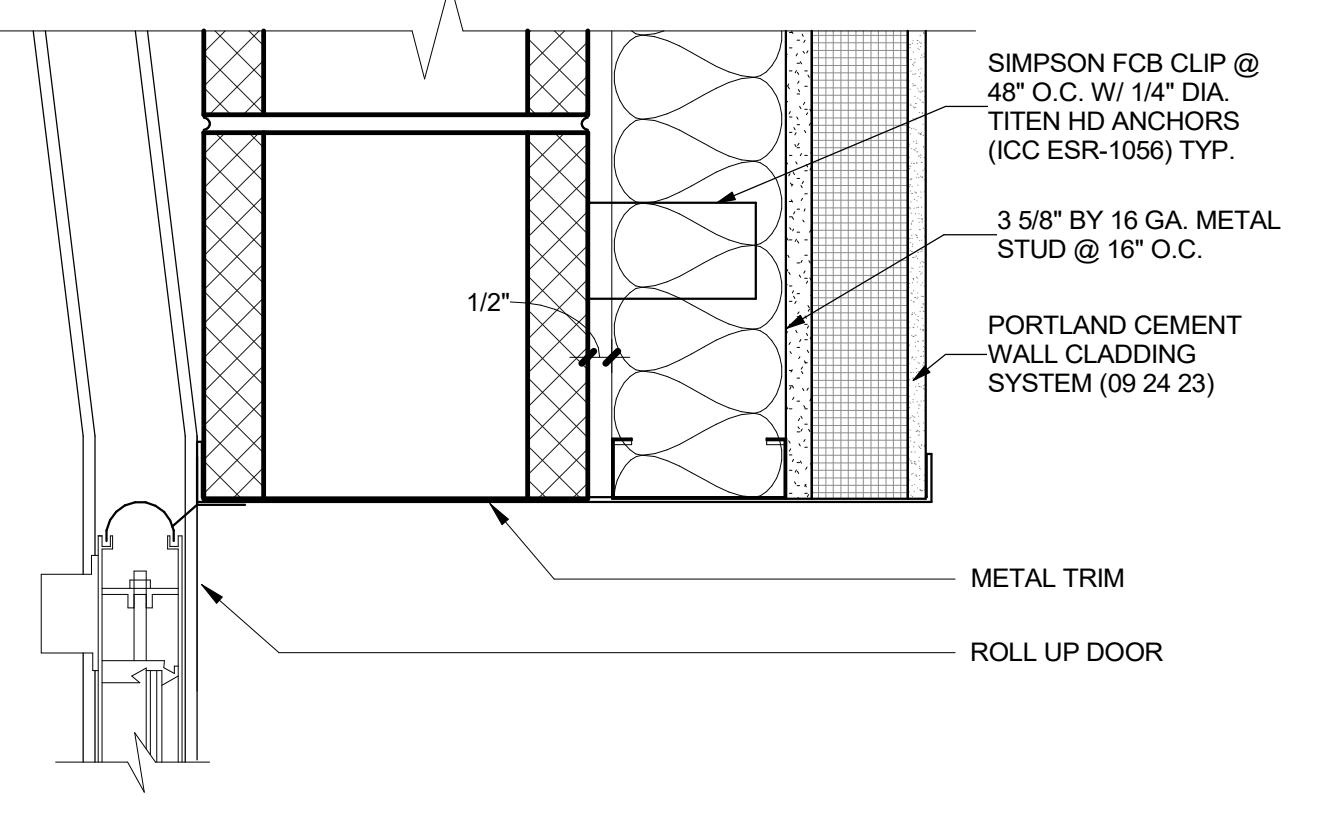 SIMPSON FCB CLIP @
48" O.C. W/ 1/4" DIA.
TITEN HD ANCHORS
(ICC ESR-1056) TYP.
3 5/8" BY 16 GA. METAL
STUD @ 16" O.C.
1/2"
PORTLAND CEMENT
WALL CLADDING
SYSTEM (09 24 23)
METAL TRIM
ROLL UP DOOR